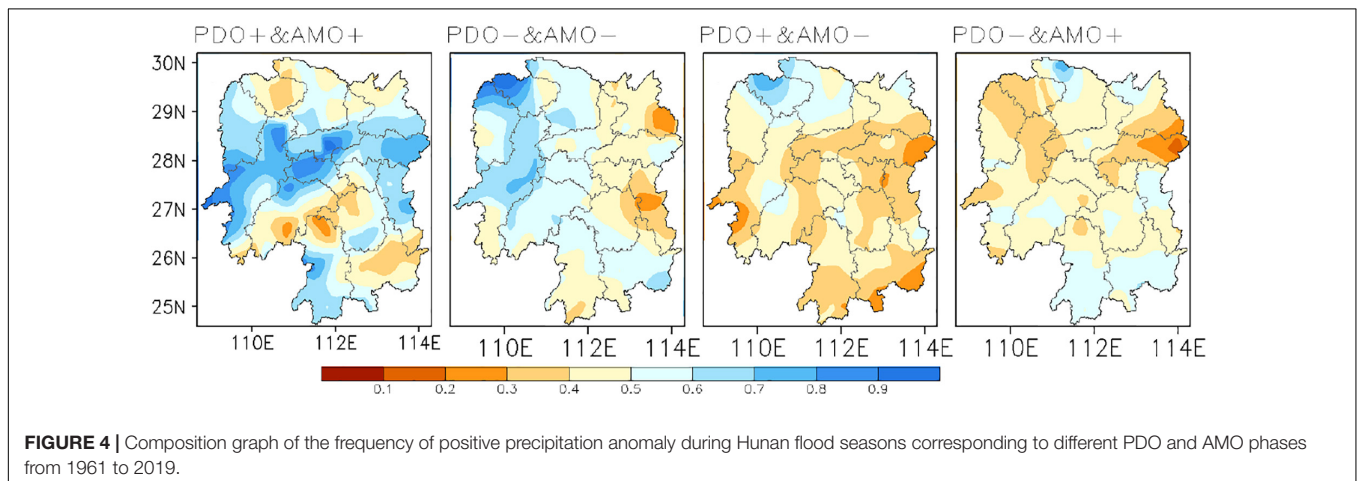 PDO+&AMO+ PDO-&AMO- PDO+&AMO- PDO-&AMO+
30N
29N
28N
27N
26N
25N
110E 112E 114E 110E 112E 114E 110E 112E 114E 110E 112E 114E
0.1 0.2 0.3 0.4 0.5 0.6 0.7 0.8 0.9
FIGURE 4 | Composition graph of the frequency of positive precipitation anomaly during Hunan flood seasons corresponding to different PDO and AMO phases
from 1961 to 2019.